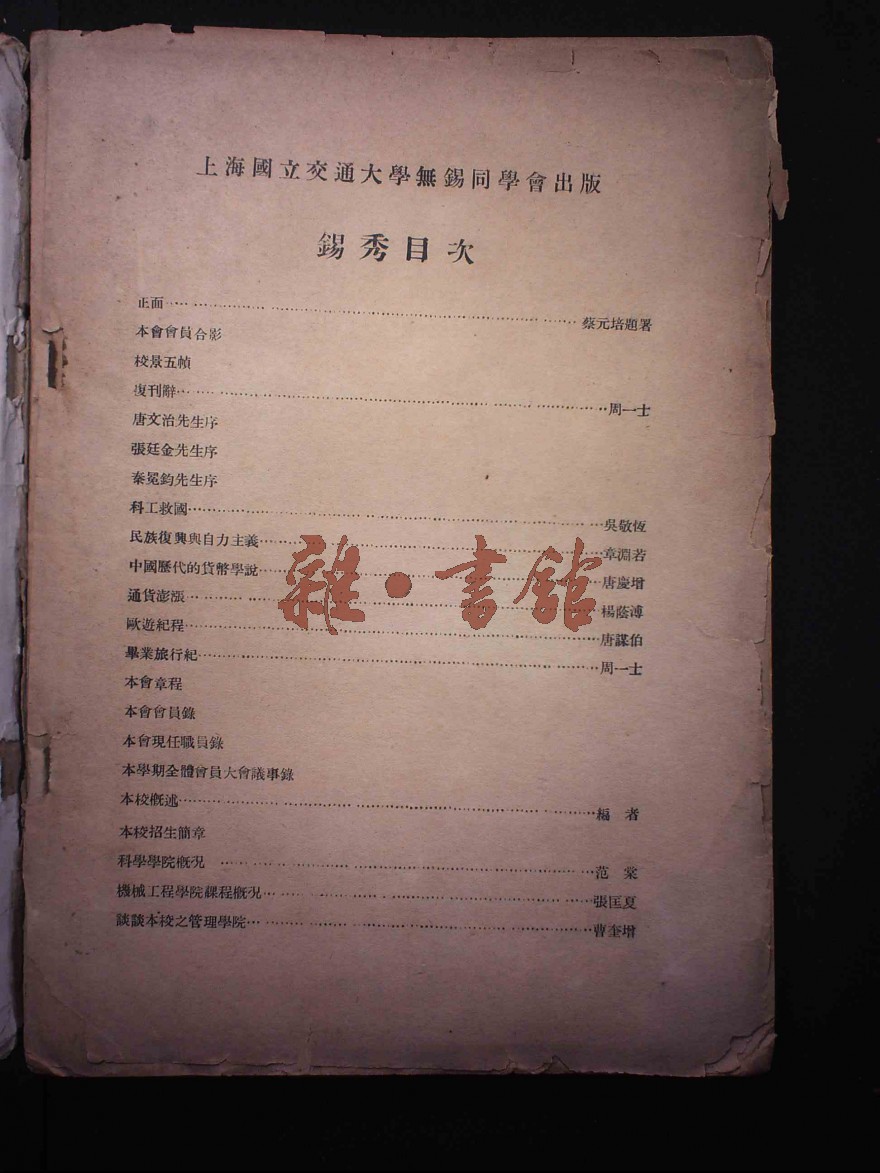 上海國立交通大學無錫同學會出版
錫秀目次
正面……蔡元培題署
本會會員合影
校景五幀
復刊辭……周一士
唐文治先生序
張廷金先生序
秦冕鈞先生序
科工救國……吳敬恆
民族復興與自力主義……章淵若
中國歷代的貨幣學說……唐慶增
通貨澎漲……楊蔭溥
歐遊紀程……唐謀伯
畢業旅行紀……周一士
本會章程
本會會員錄
本會現任職員錄
本學期全體會員大會議事錄
本校概述……編者
本校招生簡章
科學學院概況……范棠
機械工程學院課程概況……張匡夏
談談本校之管理學院……曹奎增
雜·書館